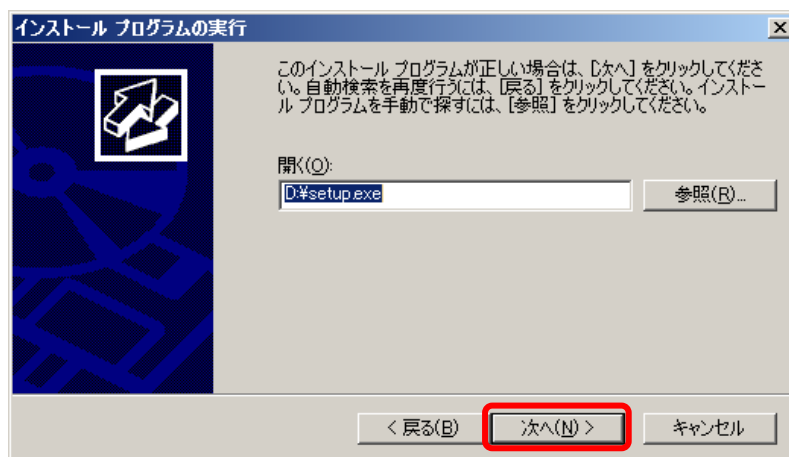 インストール プログラムの実行
このインストール プログラムが正しい場合は、[次へ] をクリックしてくださ
い。自動検索を再度行うには、[戻る] をクリックしてください。インストー
ル プログラムを手動で探すには、[参照] をクリックしてください。
開く(O):
D:¥setup.exe
参照(R)...
< 戻る(B)
次へ(N) >
キャンセル